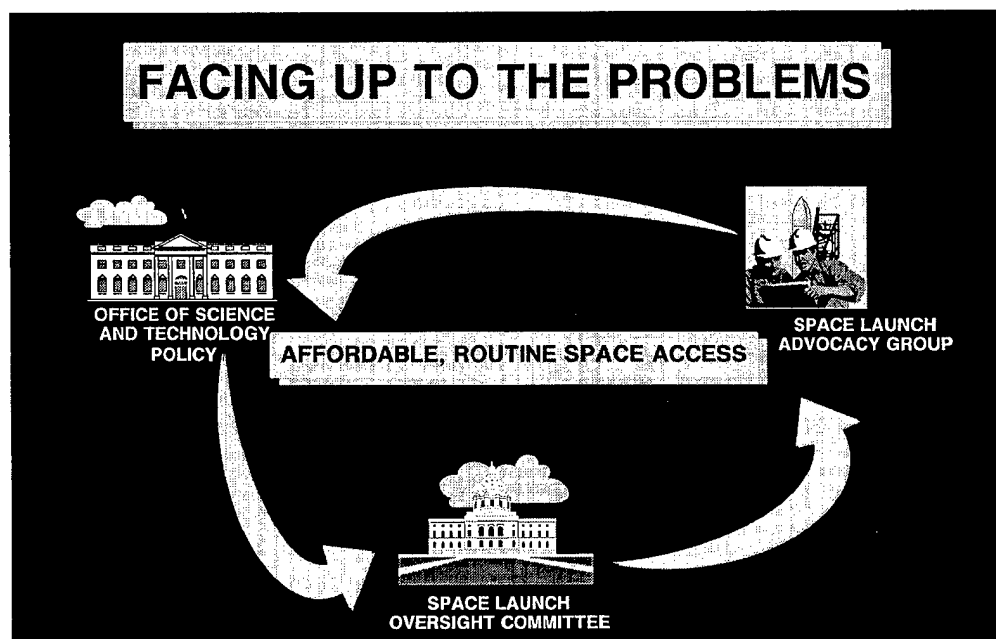 FACING UP TO THE PROBLEMS
OFFICE OF SCIENCE
AND TECHNOLOGY
POLICY
SPACE LAUNCH
ADVOCACY GROUP
AFFORDABLE, ROUTINE SPACE ACCESS
SPACE LAUNCH
OVERSIGHT COMMITTEE